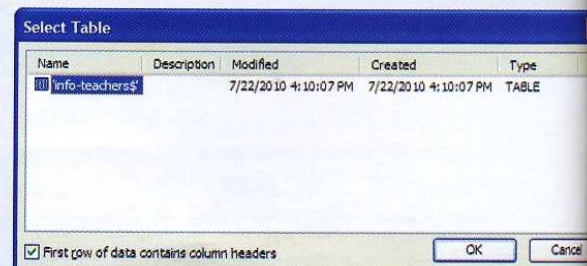 Select Table
Name Description Modified Created Type
'info-teachers$' 7/22/2010 4:10:07 PM 7/22/2010 4:10:07 PM TABLE
First row of data contains column headers
OK Cancel